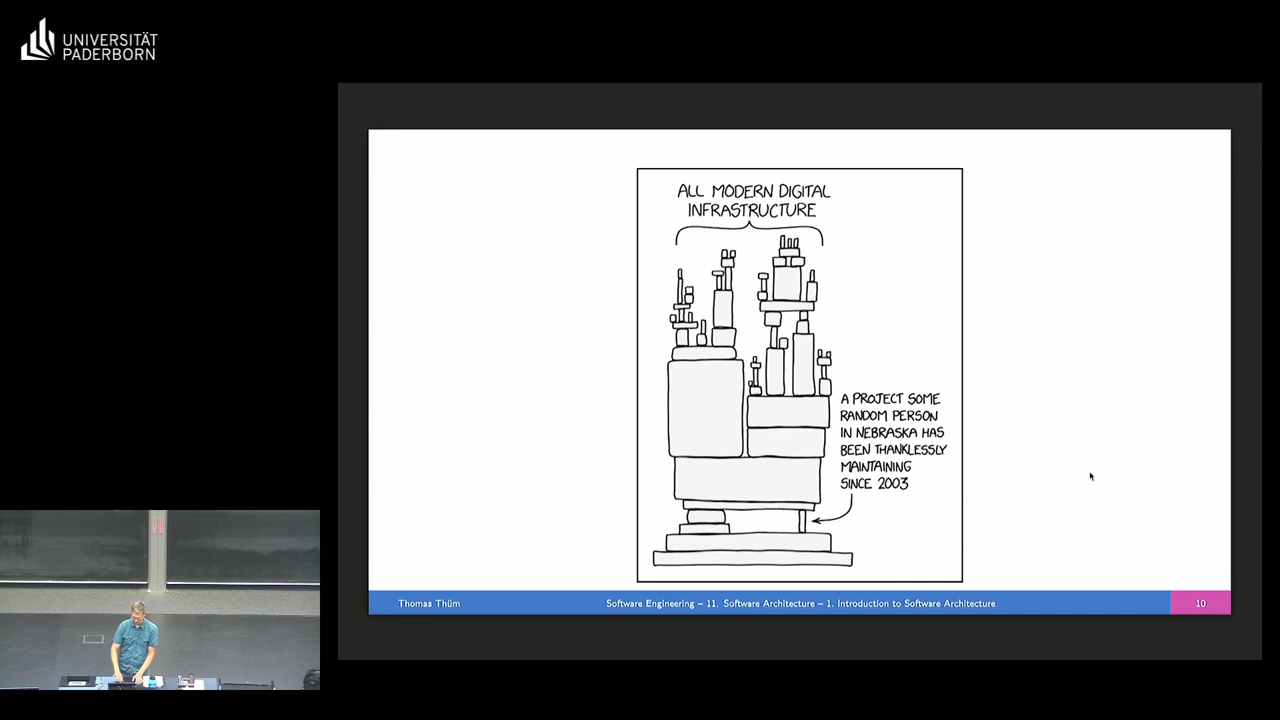 UNIVERSITÄT
PADERBORN
ALL MODERN DIGITAL
INFRASTRUCTURE
A PROJECT SOME
RANDOM PERSON
IN NEBRASKA HAS
BEEN THANKLESSLY
MAINTAINING
SINCE 2003
Thomas Thüm
Software Engineering – 11. Software Architecture – 1. Introduction to Software Architecture
10